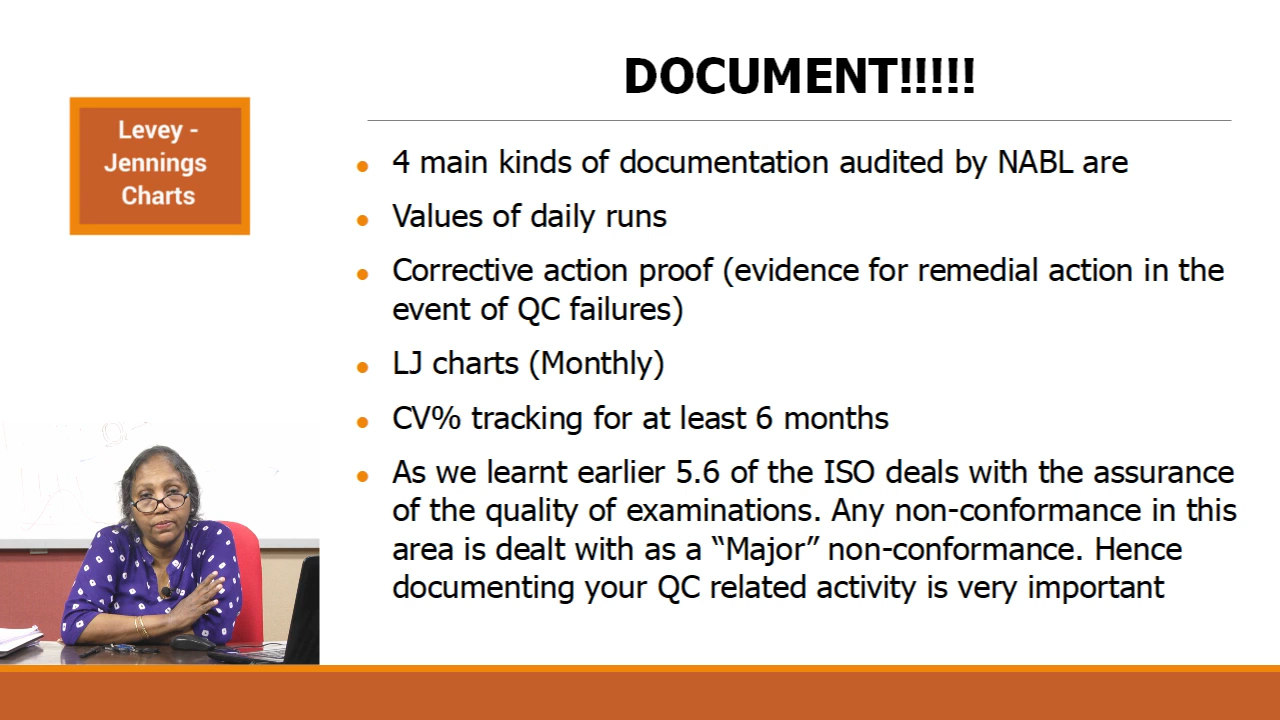 DOCUMENT!!!!!
Levey -
Jennings
Charts
4 main kinds of documentation audited by NABL are
Values of daily runs
Corrective action proof (evidence for remedial action in the
event of QC failures)
LJ charts (Monthly)
CV% tracking for at least 6 months
As we learnt earlier 5.6 of the ISO deals with the assurance
of the quality of examinations. Any non-conformance in this
area is dealt with as a “Major” non-conformance. Hence
documenting your QC related activity is very important